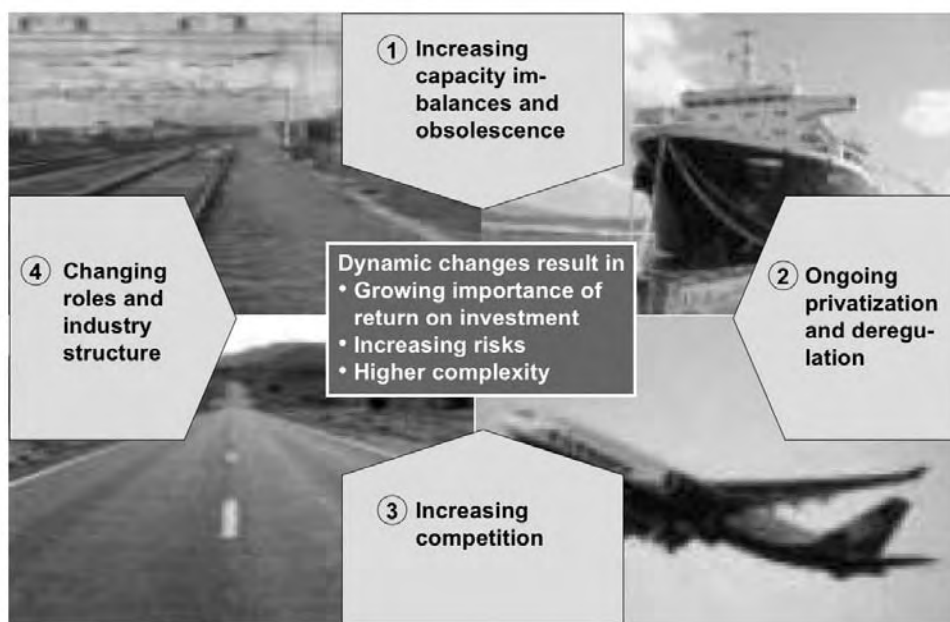 1 Increasing
capacity im-
balances and
obsolescence
Dynamic changes result in
• Growing importance of
return on investment
• Increasing risks
• Higher complexity
2 Ongoing
privatization
and deregu-
lation
3 Increasing
competition
4 Changing
roles and
industry
structure